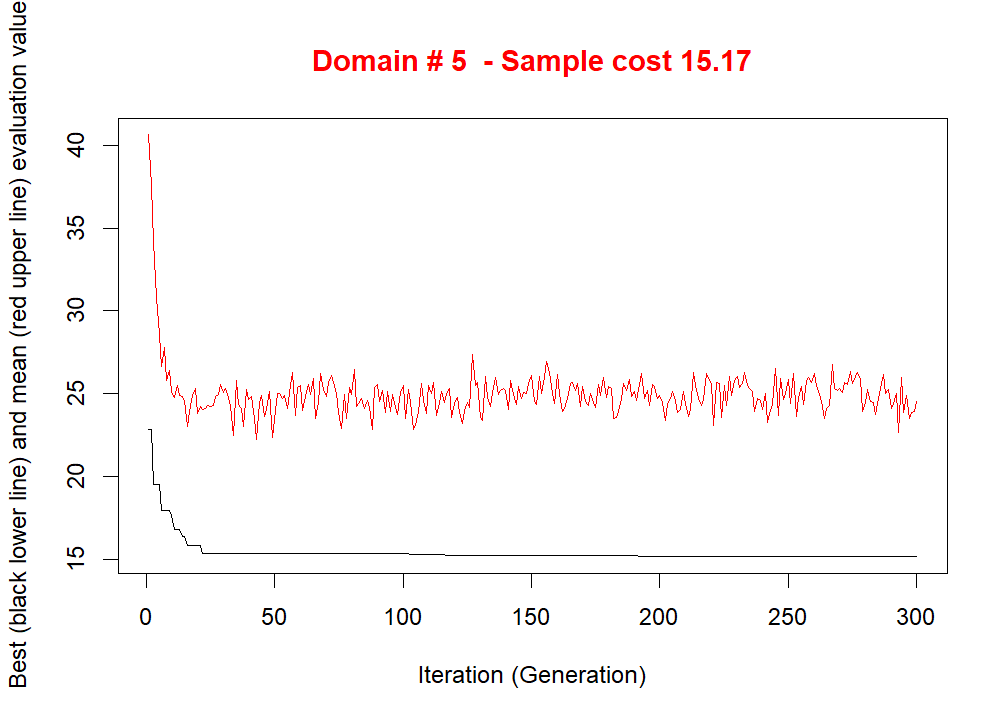 Domain # 5  - Sample cost 15.17
Best (black lower line) and mean (red upper line) evaluation value
40
35
30
25
20
15
0 50 100 150 200 250 300
Iteration (Generation)